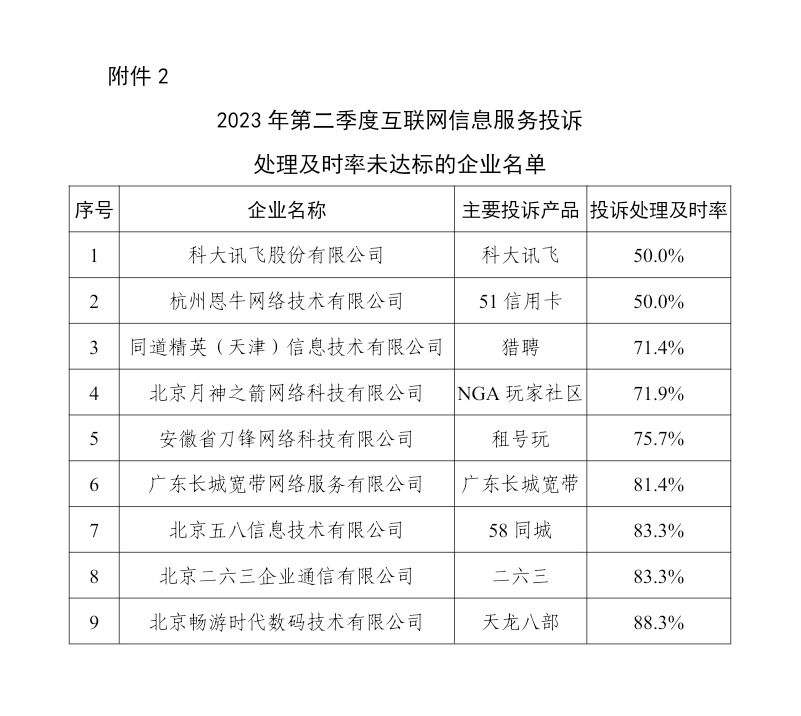 附件 2
2023 年第二季度互联网信息服务投诉
处理及时率未达标的企业名单
序号 企业名称 主要投诉产品 投诉处理及时率
1 科大讯飞股份有限公司 科大讯飞 50.0%
2 杭州恩牛网络技术有限公司 51 信用卡 50.0%
3 同道精英（天津）信息技术有限公司 猎聘 71.4%
4 北京月神之箭网络科技有限公司 NGA 玩家社区 71.9%
5 安徽省刀锋网络科技有限公司 租号玩 75.7%
6 广东长城宽带网络服务有限公司 广东长城宽带 81.4%
7 北京五八信息技术有限公司 58 同城 83.3%
8 北京二六三企业通信有限公司 二六三 83.3%
9 北京畅游时代数码技术有限公司 天龙八部 88.3%